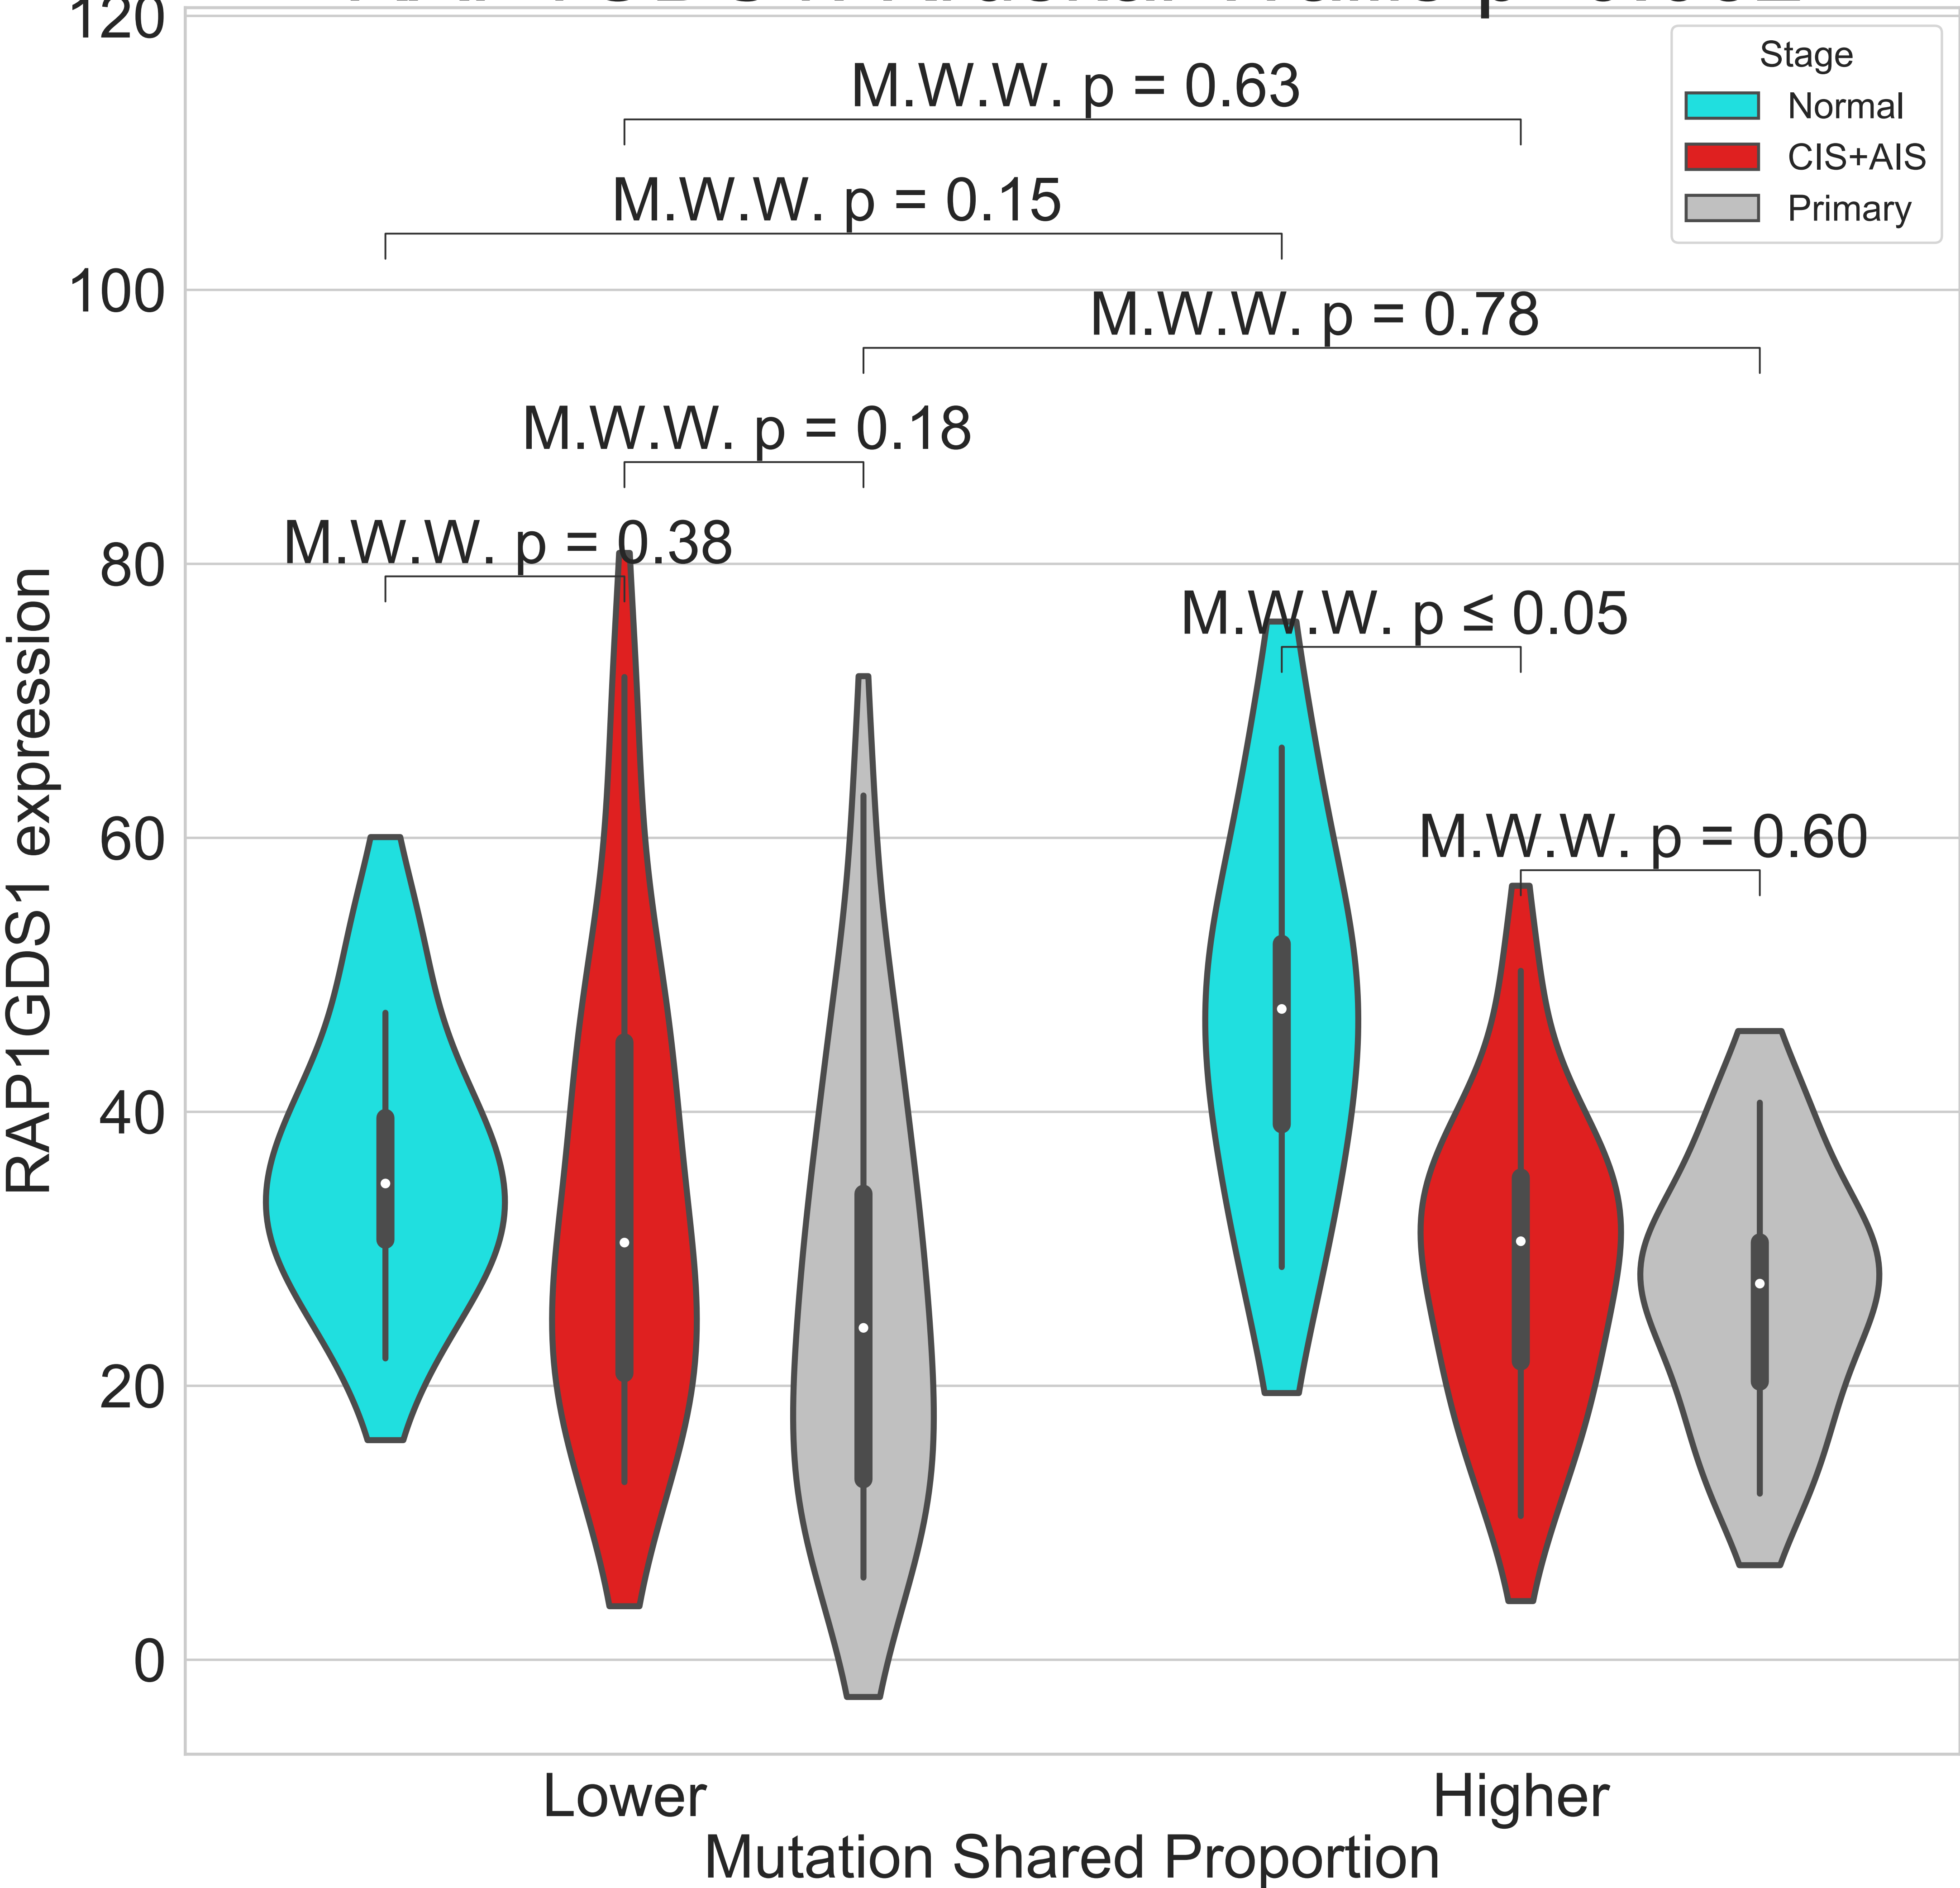 120
M.W.W. p = 0.63
Stage
Normal
CIS+AIS
Primary
M.W.W. p = 0.15
100
M.W.W. p = 0.78
M.W.W. p = 0.18
M.W.W. p = 0.38
80
M.W.W. p ≤ 0.05
60
M.W.W. p = 0.60
40
20
0
RAP1GDS1 expression
Lower
Higher
Mutation Shared Proportion